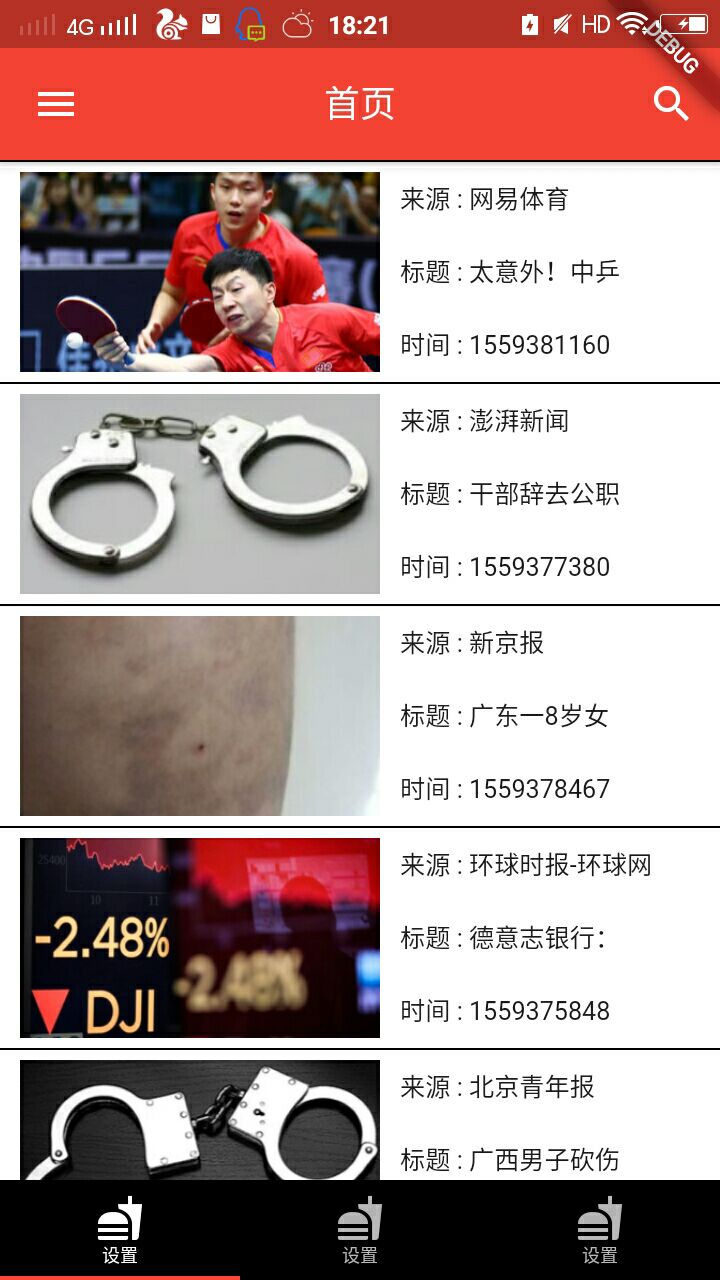 4G
18:21
HD
DEBUG
首页
来源 : 网易体育
标题 : 太意外！中乒
时间 : 1559381160
来源 : 澎湃新闻
标题 : 干部辞去公职
时间 : 1559377380
来源 : 新京报
标题 : 广东一8岁女
时间 : 1559378467
25400
10 11
-2.48%
-2.48%
DJI
来源 : 环球时报-环球网
标题 : 德意志银行：
时间 : 1559375848
来源 : 北京青年报
标题 : 广西男子砍伤
设置
设置
设置